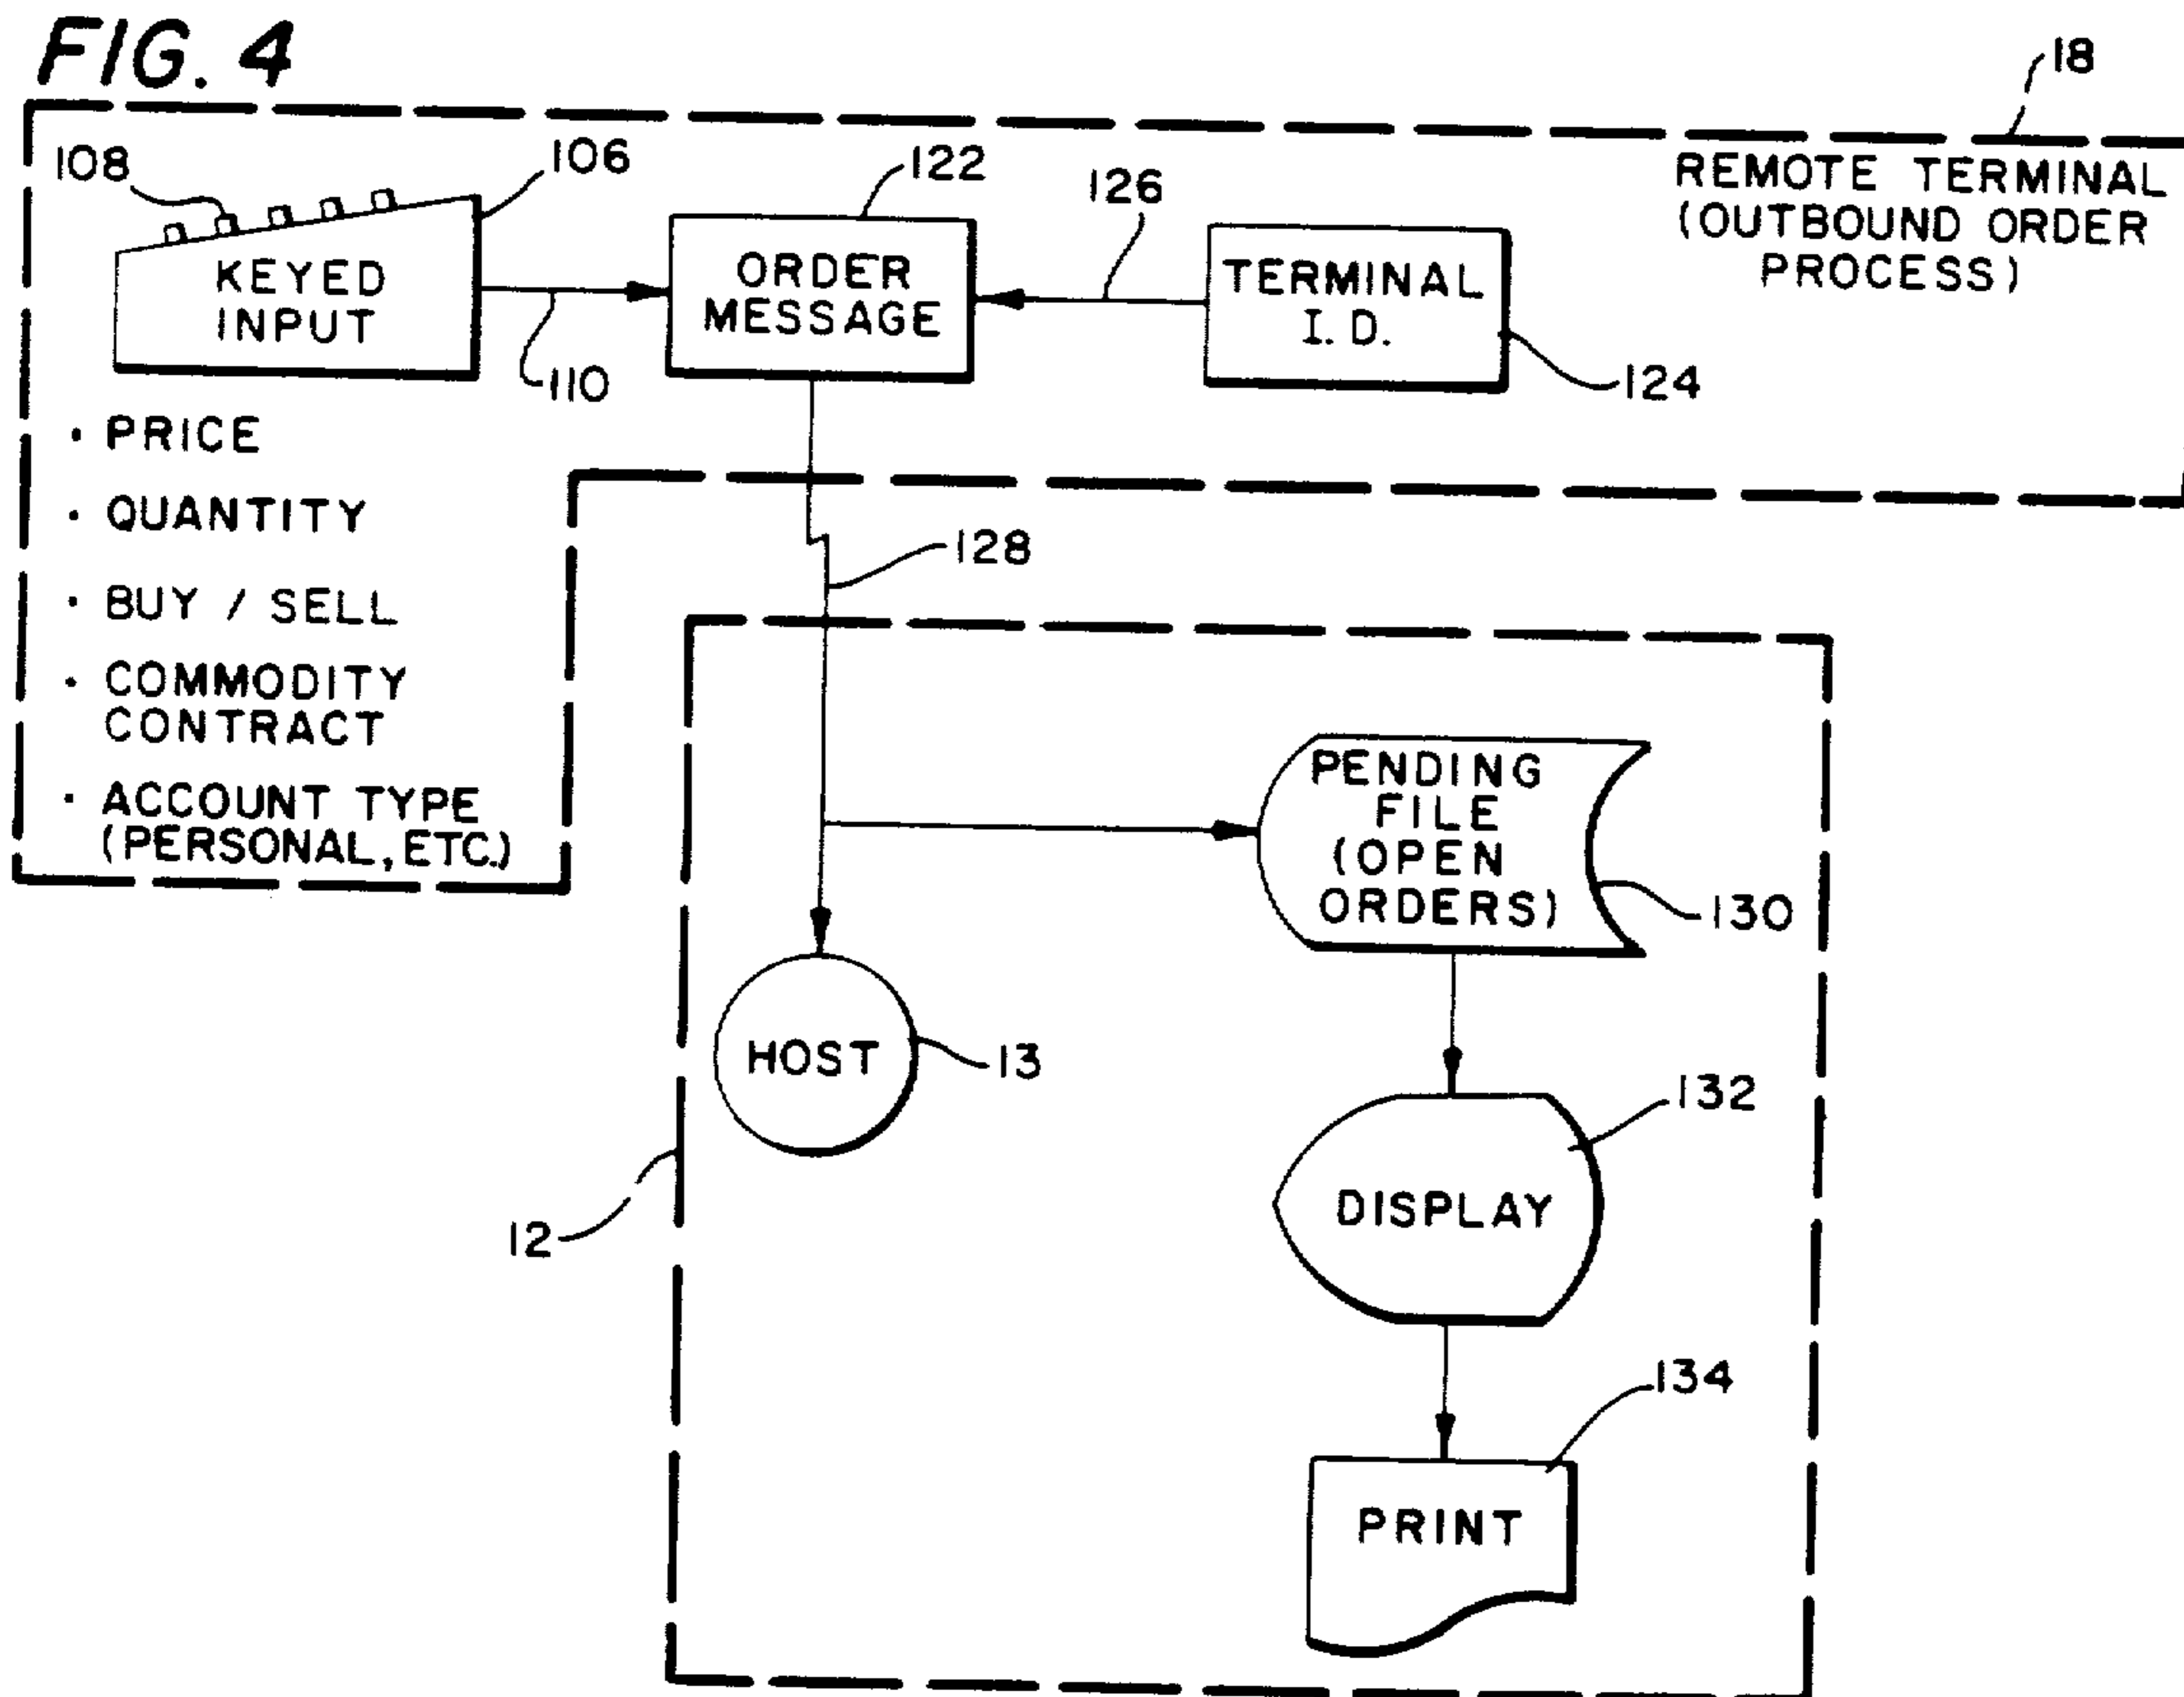 FIG. 4
18
REMOTE TERMINAL
(OUTBOUND ORDER
PROCESS)
108
106
122
126
KEYED
INPUT
ORDER
MESSAGE
TERMINAL
I.D.
110
124
• PRICE
• QUANTITY
• BUY / SELL
• COMMODITY
CONTRACT
• ACCOUNT TYPE
(PERSONAL, ETC.)
128
PENDING
FILE
(OPEN
ORDERS)
130
HOST
13
132
12
DISPLAY
134
PRINT